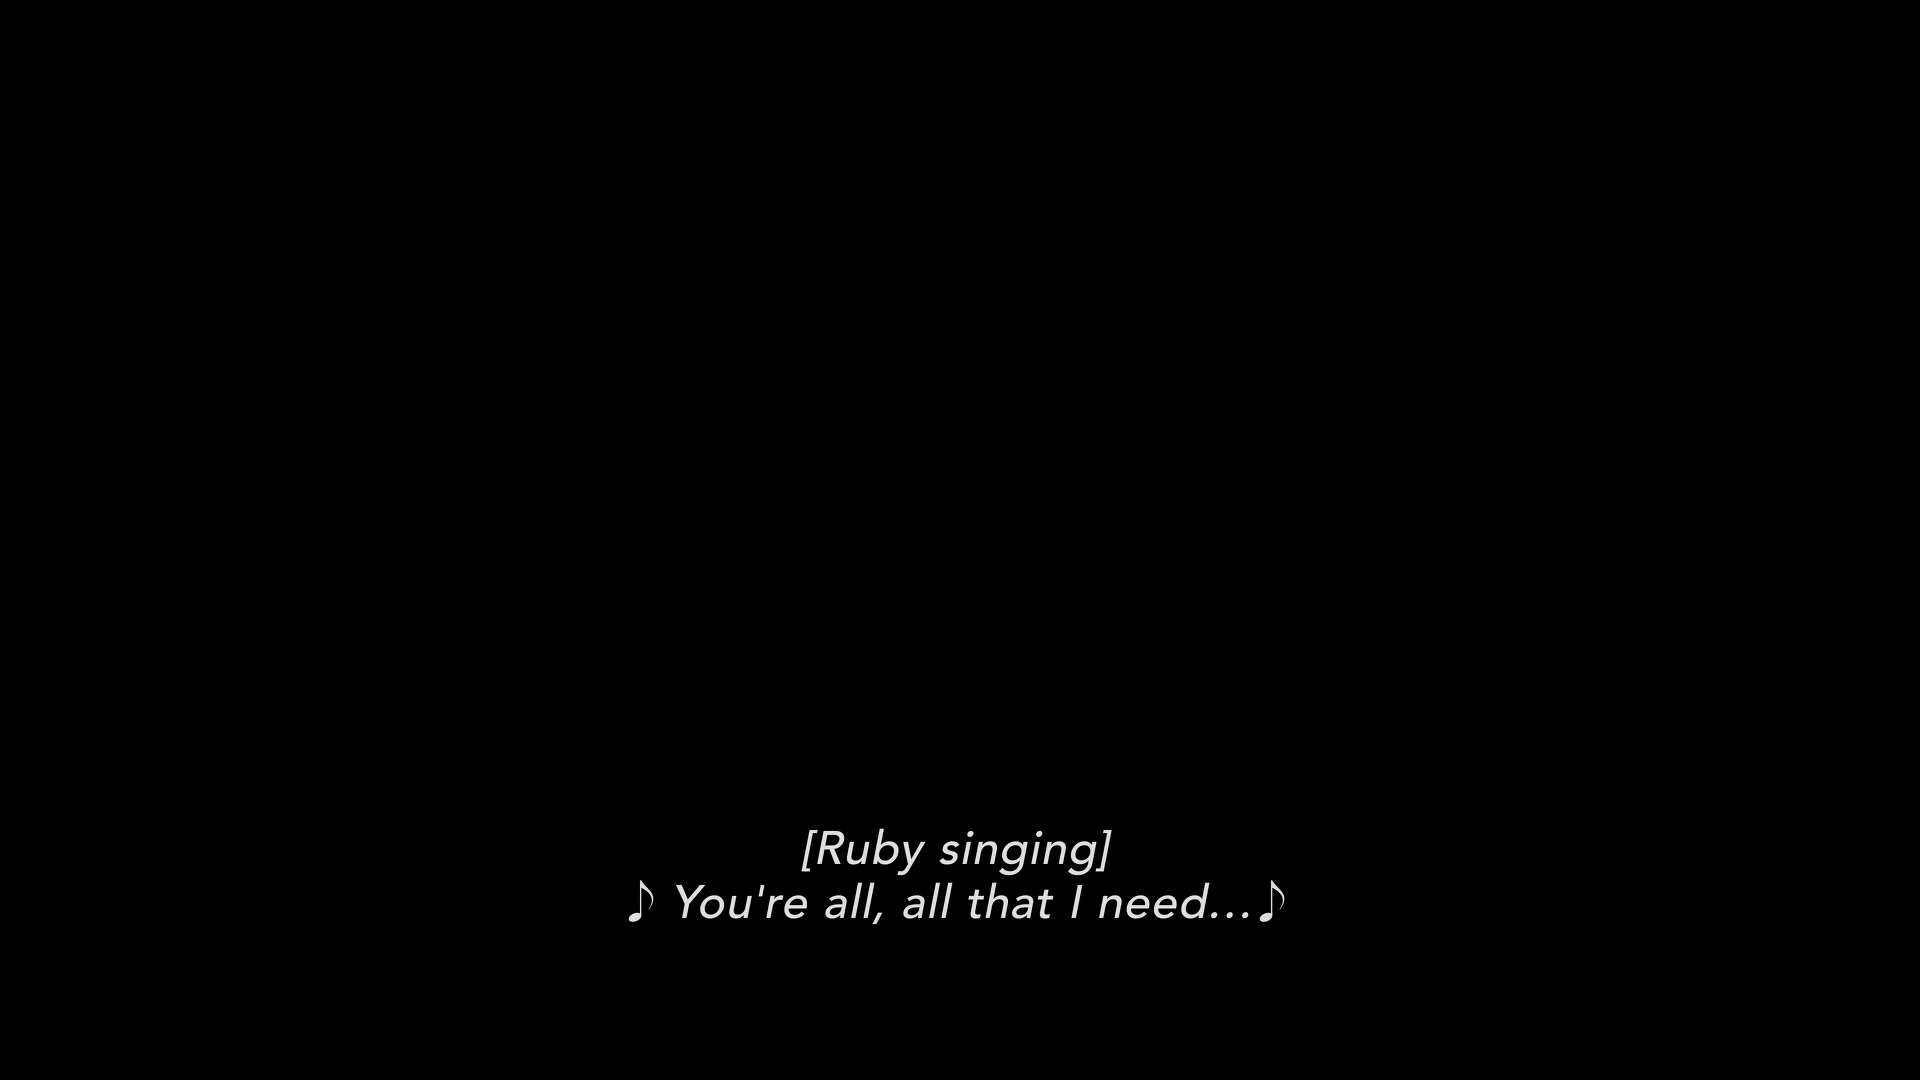 [Ruby singing]
♪ You're all, all that I need...♪